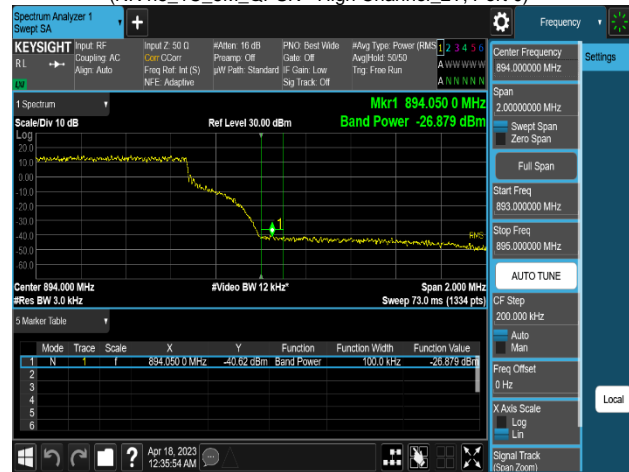 Spectrum Analyzer 1
Swept SA
Frequency
KEYSIGHT
RL
Input: RF
Coupling: AC
Align: Auto
Input Z: 50 Ω
Corr CCorr
Freq Ref: Int (S)
NFE: Adaptive
#Atten: 16 dB
Preamp: Off
µW Path: Standard
PNO: Best Wide
Gate: Off
IF Gain: Low
Sig Track: Off
#Avg Type: Power (RMS
Avg|Hold: 50/50
Trig: Free Run
1 2 3 4 5 6
A W W W W W
A N N N N N
1 Spectrum
Scale/Div 10 dB
Ref Level 30.00 dBm
Mkr1 894.050 0 MHz
Band Power -26.879 dBm
Log
20.0
10.0
0.00
-10.0
-20.0
-30.0
-40.0
-50.0
-60.0
1
RMS
Center 894.000 MHz
#Video BW 12 kHz*
Span 2.000 MHz
#Res BW 3.0 kHz
Sweep 73.0 ms (1334 pts)
5 Marker Table
Mode Trace Scale X Y Function Function Width Function Value
1 N 1 f 894.050 0 MHz -40.62 dBm Band Power 100.0 kHz -26.879 dBm
2
3
4
5
6
Apr 18, 2023
12:35:54 AM
Center Frequency
894.000000 MHz
Settings
Span
2.00000000 MHz
Swept Span
Zero Span
Full Span
Start Freq
893.000000 MHz
Stop Freq
895.000000 MHz
AUTO TUNE
CF Step
200.000 kHz
Auto
Man
Freq Offset
0 Hz
X Axis Scale
Log
Lin
Local
Signal Track
(Span Zoom)